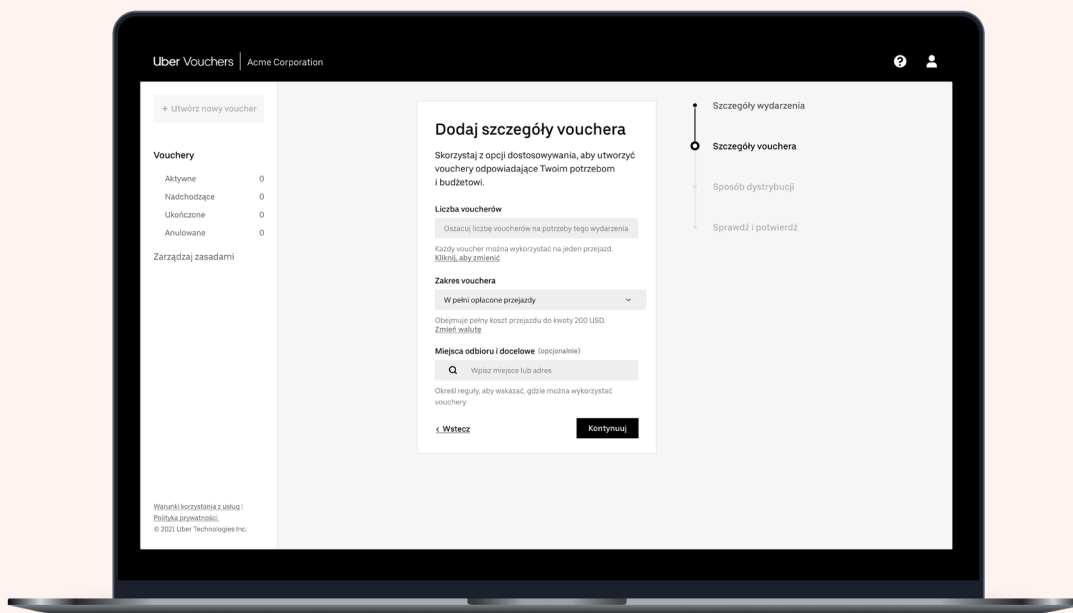 Uber Vouchers | Acme Corporation
+ Utwórz nowy voucher
Vouchery
Aktywne 0
Nadchodzące 0
Ukończone 0
Anulowane 0
Zarządzaj zasadami
Warunki korzystania z usług |
Polityka prywatności
© 2021 Uber Technologies Inc.
Dodaj szczegóły vouchera
Skorzystaj z opcji dostosowywania, aby utworzyć
vouchery odpowiadające Twoim potrzebom
i budżetowi.
Liczba voucherów
Oszacuj liczbę voucherów na potrzeby tego wydarzenia
Każdy voucher można wykorzystać na jeden przejazd.
Kliknij, aby zmienić
Zakres vouchera
W pełni opłacone przejazdy
Obejmuje pełny koszt przejazdu do kwoty 200 USD.
Zmień walutę
Miejsca odbioru i docelowe (opcjonalnie)
Wpisz miejsce lub adres
Określ reguły, aby wskazać, gdzie można wykorzystać
vouchery
< Wstecz
Kontynuuj
Szczegóły wydarzenia
Szczegóły vouchera
Sposób dystrybucji
Sprawdź i potwierdź